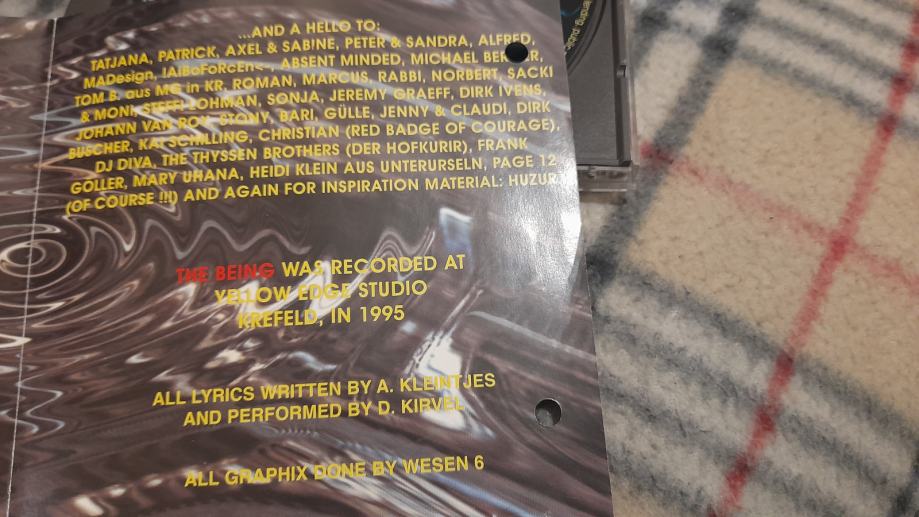 ...AND A HELLO TO:
TATJANA, PATRICK, AXEL & SABINE, PETER & SANDRA, ALFRED,
MADesign, !AiBoFoRcEn<--, ABSENT MINDED, MICHAEL
TOM B. aus MG in KR, ROMAN, MARCUS, RABBI, NORBERT, SACKI
& MONI, STEFFI LOHMAN, SONJA, JEREMY GRAEFF, DIRK IVENS,
JOHANN VAN ROY, STONY, BARI, GÜLLE, JENNY & CLAUDI, DIRK
BUSCHER, KAI SCHILLING, CHRISTIAN (RED BADGE OF COURAGE),
DJ DIVA, THE THYSSEN BROTHERS (DER HOFKURIR), FRANK
GÖLLER, MARY UHANA, HEIDI KLEIN AUS UNTERURSELN, PAGE 12
(OF COURSE !!!) AND AGAIN FOR INSPIRATION MATERIAL: HUZUR
THE BEING WAS RECORDED AT
YELLOW EDGE STUDIO
KREFELD, IN 1995
ALL LYRICS WRITTEN BY A. KLEINTJES
AND PERFORMED BY D. KIRVEL
ALL GRAPHIX DONE BY WESEN 6
lending, public